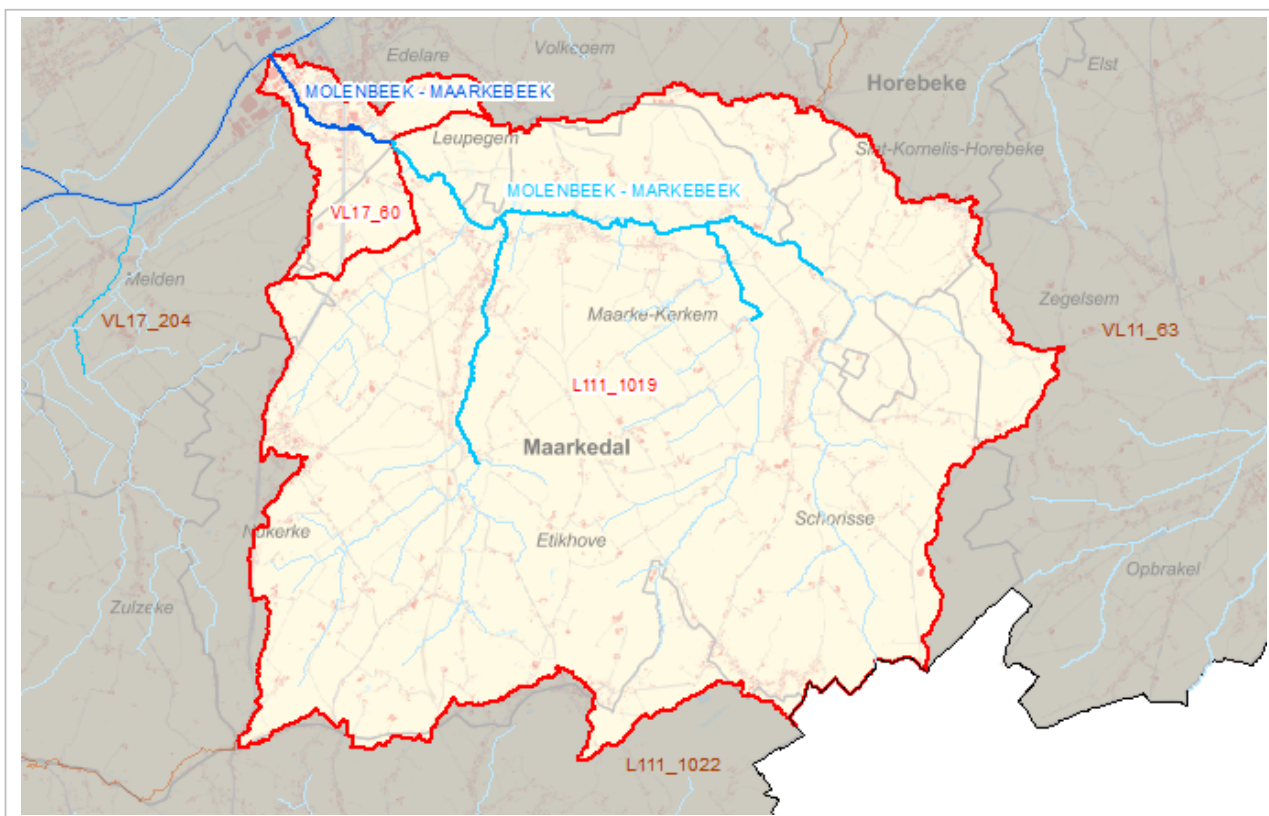 Edelare
Volkegem
Elst
Horebeke
MOLENBEEK - MAARKEBEEK
Leupegem
Sint-Kornelis-Horebeke
MOLENBEEK - MARKEBEEK
VL17_60
Melden
Zegelsem
Maarke-Kerkem
VL17_204
VL11_63
L111_1019
Maarkedal
Schorisse
Nukerke
Etikhove
Opbrakel
Zulzeke
L111_1022